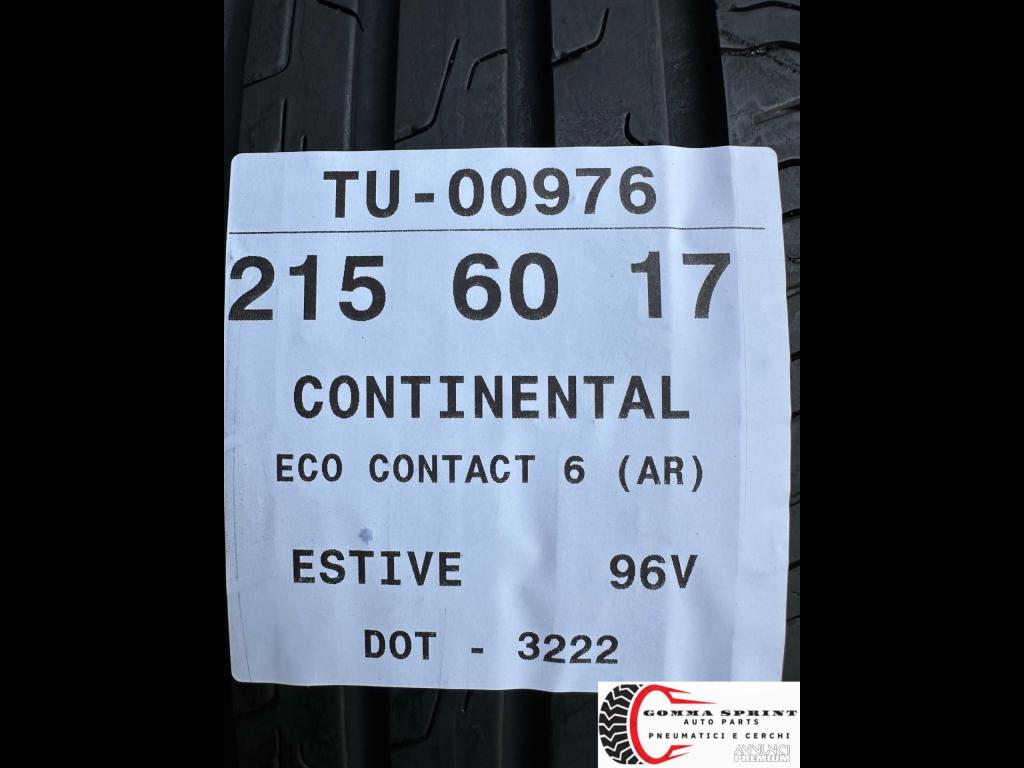 TU-00976
215 60 17
CONTINENTAL
ECO CONTACT 6 (AR)
ESTIVE 96V
DOT - 3222
GOMMA SPRINT
AUTO PARTS
PNEUMATICI E CERCHI
ANNUNCI
PREMIUM